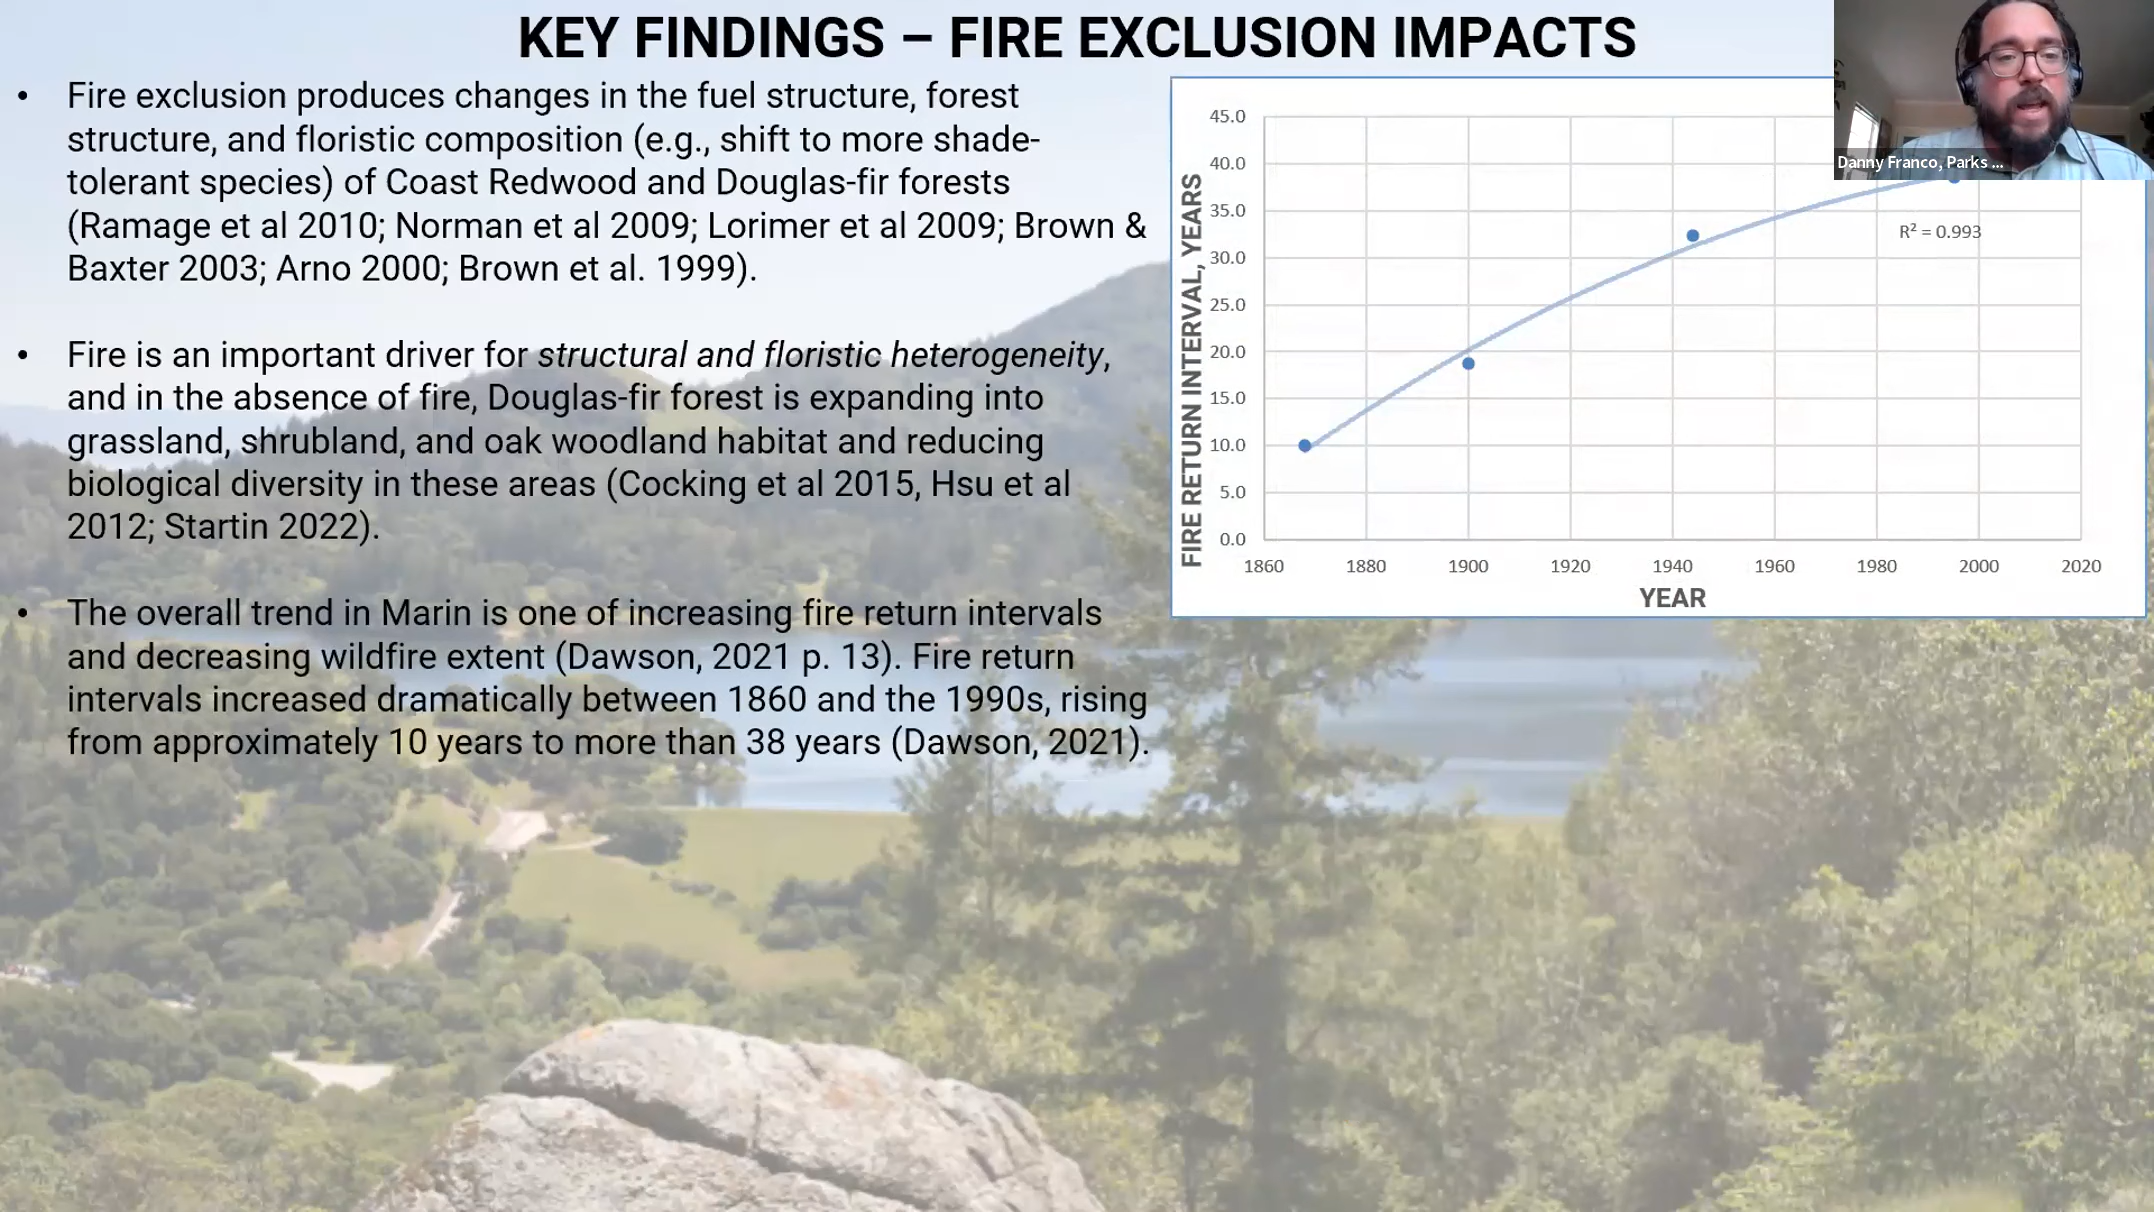 KEY FINDINGS – FIRE EXCLUSION IMPACTS
• Fire exclusion produces changes in the fuel structure, forest
structure, and floristic composition (e.g., shift to more shade-
tolerant species) of Coast Redwood and Douglas-fir forests
(Ramage et al 2010; Norman et al 2009; Lorimer et al 2009; Brown &
Baxter 2003; Arno 2000; Brown et al. 1999).
• Fire is an important driver for structural and floristic heterogeneity,
and in the absence of fire, Douglas-fir forest is expanding into
grassland, shrubland, and oak woodland habitat and reducing
biological diversity in these areas (Cocking et al 2015, Hsu et al
2012; Startin 2022).
• The overall trend in Marin is one of increasing fire return intervals
and decreasing wildfire extent (Dawson, 2021 p. 13). Fire return
intervals increased dramatically between 1860 and the 1990s, rising
from approximately 10 years to more than 38 years (Dawson, 2021).
FIRE RETURN INTERVAL, YEARS
45.0
40.0
35.0
30.0
25.0
20.0
15.0
10.0
5.0
0.0
1860 1880 1900 1920 1940 1960 1980 2000 2020
YEAR
R² = 0.993
Danny Franco, Parks ...